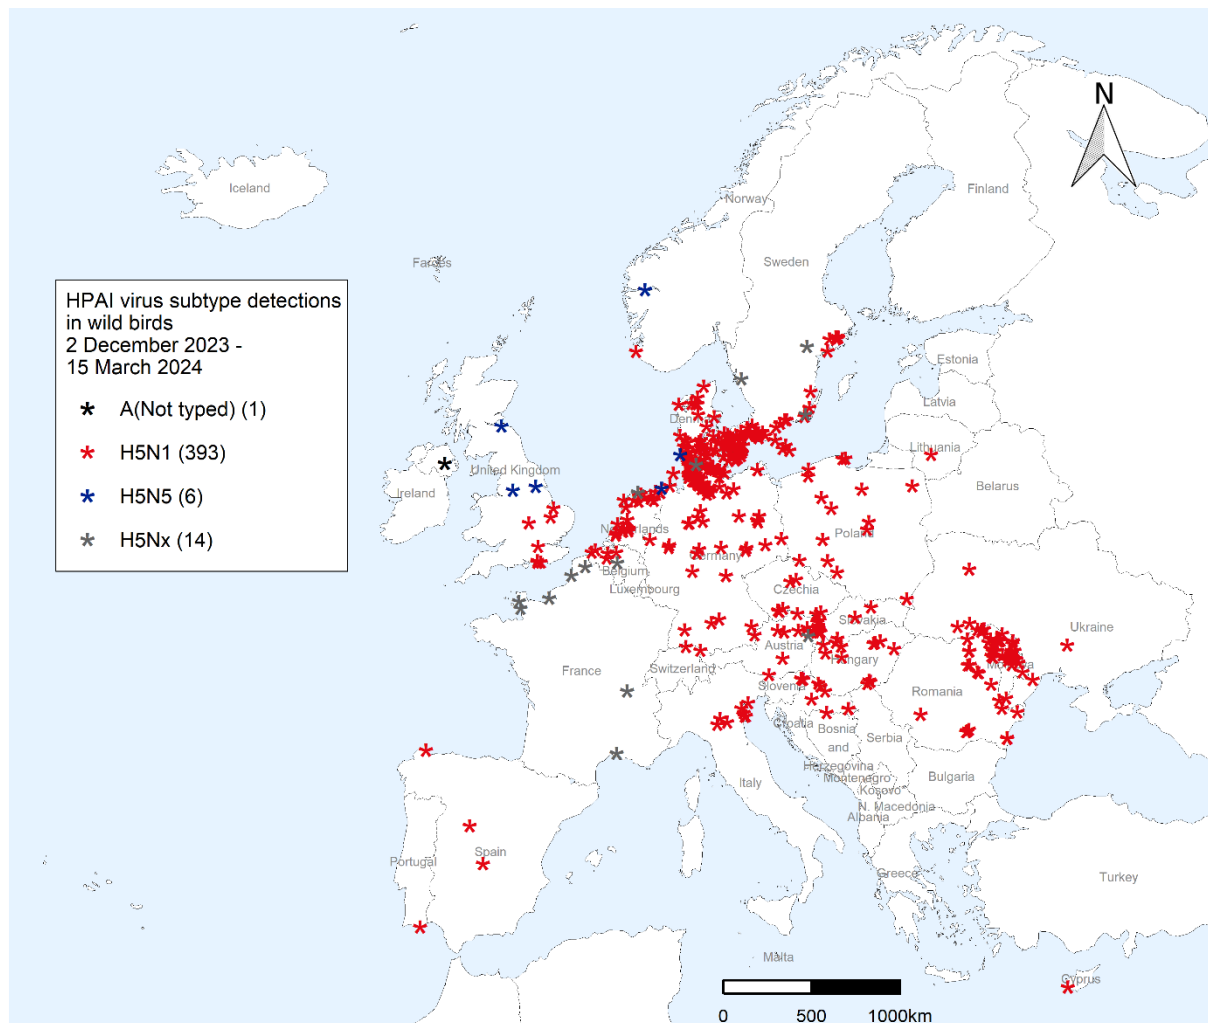 N
Iceland
Norway
Finland
Faroes
Sweden
HPAI virus subtype detections
in wild birds
2 December 2023 -
15 March 2024
A(Not typed) (1)
H5N1 (393)
H5N5 (6)
H5Nx (14)
Estonia
Latvia
Lithuania
United Kingdom
Ireland
Belarus
Netherlands
Poland
Germany
Belgium
Luxembourg
Czechia
Slovakia
Ukraine
Austria
Hungary
France
Switzerland
Slovenia
Romania
Croatia
Bosnia
and
Herzegovina
Serbia
Montenegro
Kosovo
Bulgaria
Italy
N. Macedonia
Albania
Portugal
Spain
Greece
Turkey
Malta
Cyprus
0 500 1000km